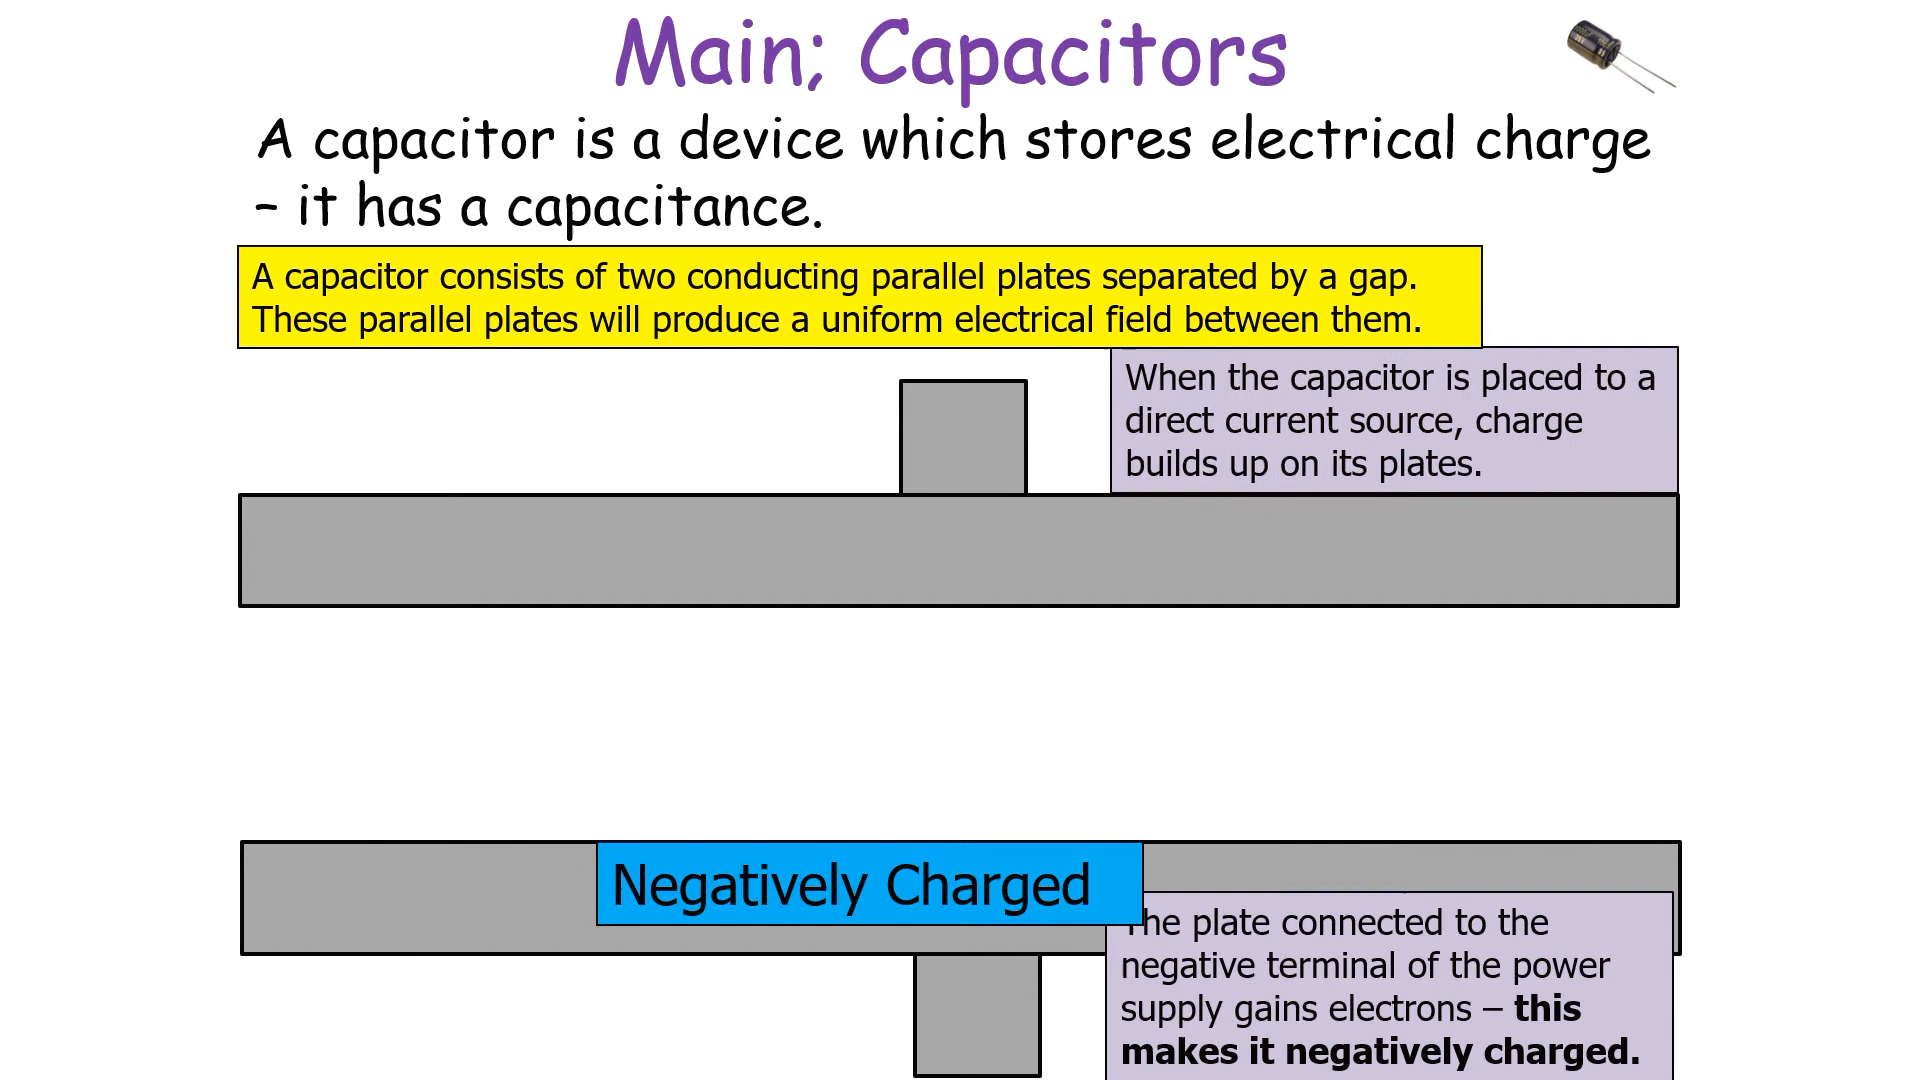 Main; Capacitors
A capacitor is a device which stores electrical charge
– it has a capacitance.
A capacitor consists of two conducting parallel plates separated by a gap.
These parallel plates will produce a uniform electrical field between them.
When the capacitor is placed to a
direct current source, charge
builds up on its plates.
Negatively Charged
The plate connected to the
negative terminal of the power
supply gains electrons – this
makes it negatively charged.